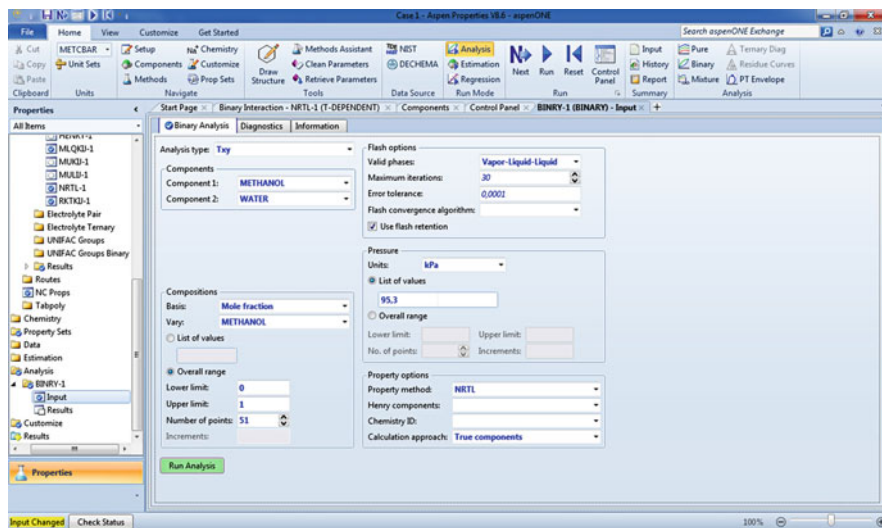 Case 1 - Aspen Properties V8.6 - aspenONE
File Home View Customize Get Started Search aspenONE Exchange
Cut METCBAR Setup Chemistry Methods Assistant NIST Analysis Input Pure Ternary Diag
Copy Unit Sets Components Customize Draw Structure Clean Parameters DECHEMA Estimation Next Run Reset Control Panel History Binary Residue Curves
Paste Methods Prop Sets Retrieve Parameters Regression Report Mixture PT Envelope
Clipboard Units Navigate Tools Data Source Run Mode Run Summary Analysis
Properties
Start Page Binary Interaction - NRTL-1 (T-DEPENDENT) Components Control Panel BINRY-1 (BINARY) - Input +
All Items
HENRY-1
MLQKIJ-1
MUKIJ-1
MULIJ-1
NRTL-1
RKTKIJ-1
Electrolyte Pair
Electrolyte Ternary
UNIFAC Groups
UNIFAC Groups Binary
Results
Routes
NC Props
Tabpoly
Chemistry
Property Sets
Data
Estimation
Analysis
BINRY-1
Input
Results
Customize
Results
Properties
Binary Analysis Diagnostics Information
Analysis type: Txy
Components
Component 1: METHANOL
Component 2: WATER
Compositions
Basis: Mole fraction
Vary: METHANOL
List of values
Overall range
Lower limit: 0
Upper limit: 1
Number of points: 51
Increments:
Run Analysis
Flash options
Valid phases: Vapor-Liquid-Liquid
Maximum iterations: 30
Error tolerance: 0,0001
Flash convergence algorithm:
Use flash retention
Pressure
Units: kPa
List of values
95.3
Overall range
Lower limit: Upper limit:
No. of points: Increments:
Property options
Property method: NRTL
Henry components:
Chemistry ID:
Calculation approach: True components
Input Changed Check Status 100%